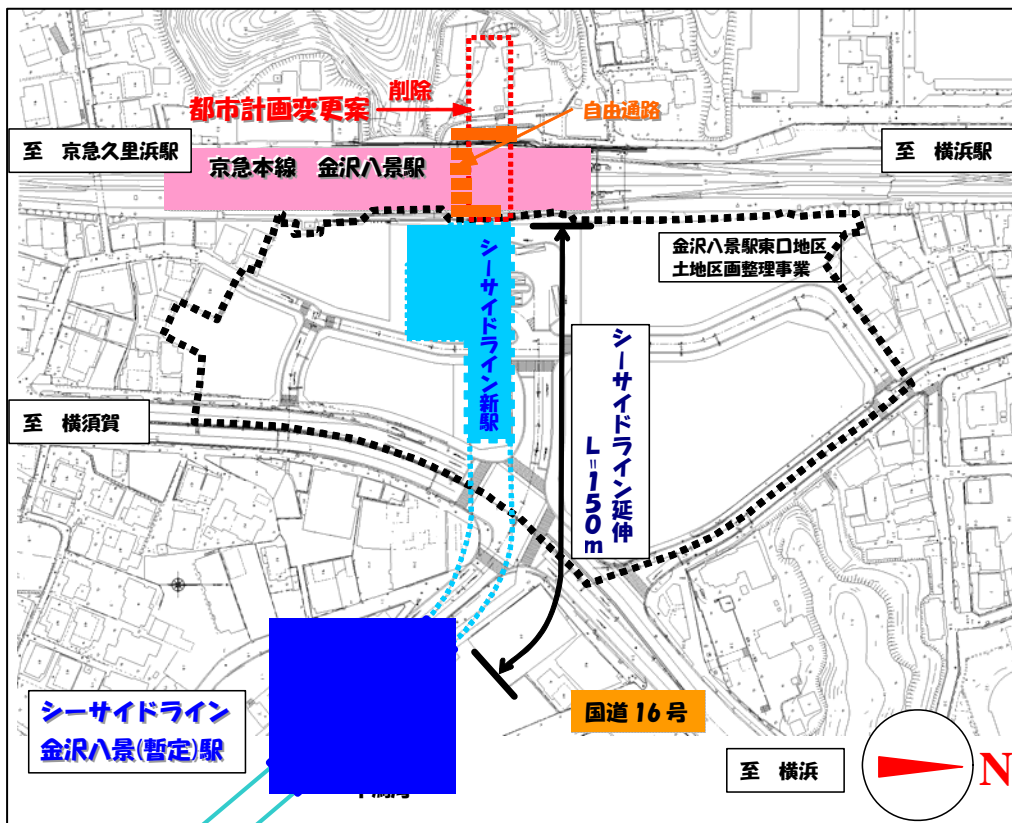 削除
都市計画変更案
自由通路
至　京急久里浜駅
京急本線　金沢八景駅
至　横浜駅
金沢八景駅東口地区
土地区画整理事業
シーサイドライン新駅
シーサイドライン延伸
L=150m
至　横須賀
シーサイドライン
金沢八景(暫定)駅
国道16号
至　横浜
N